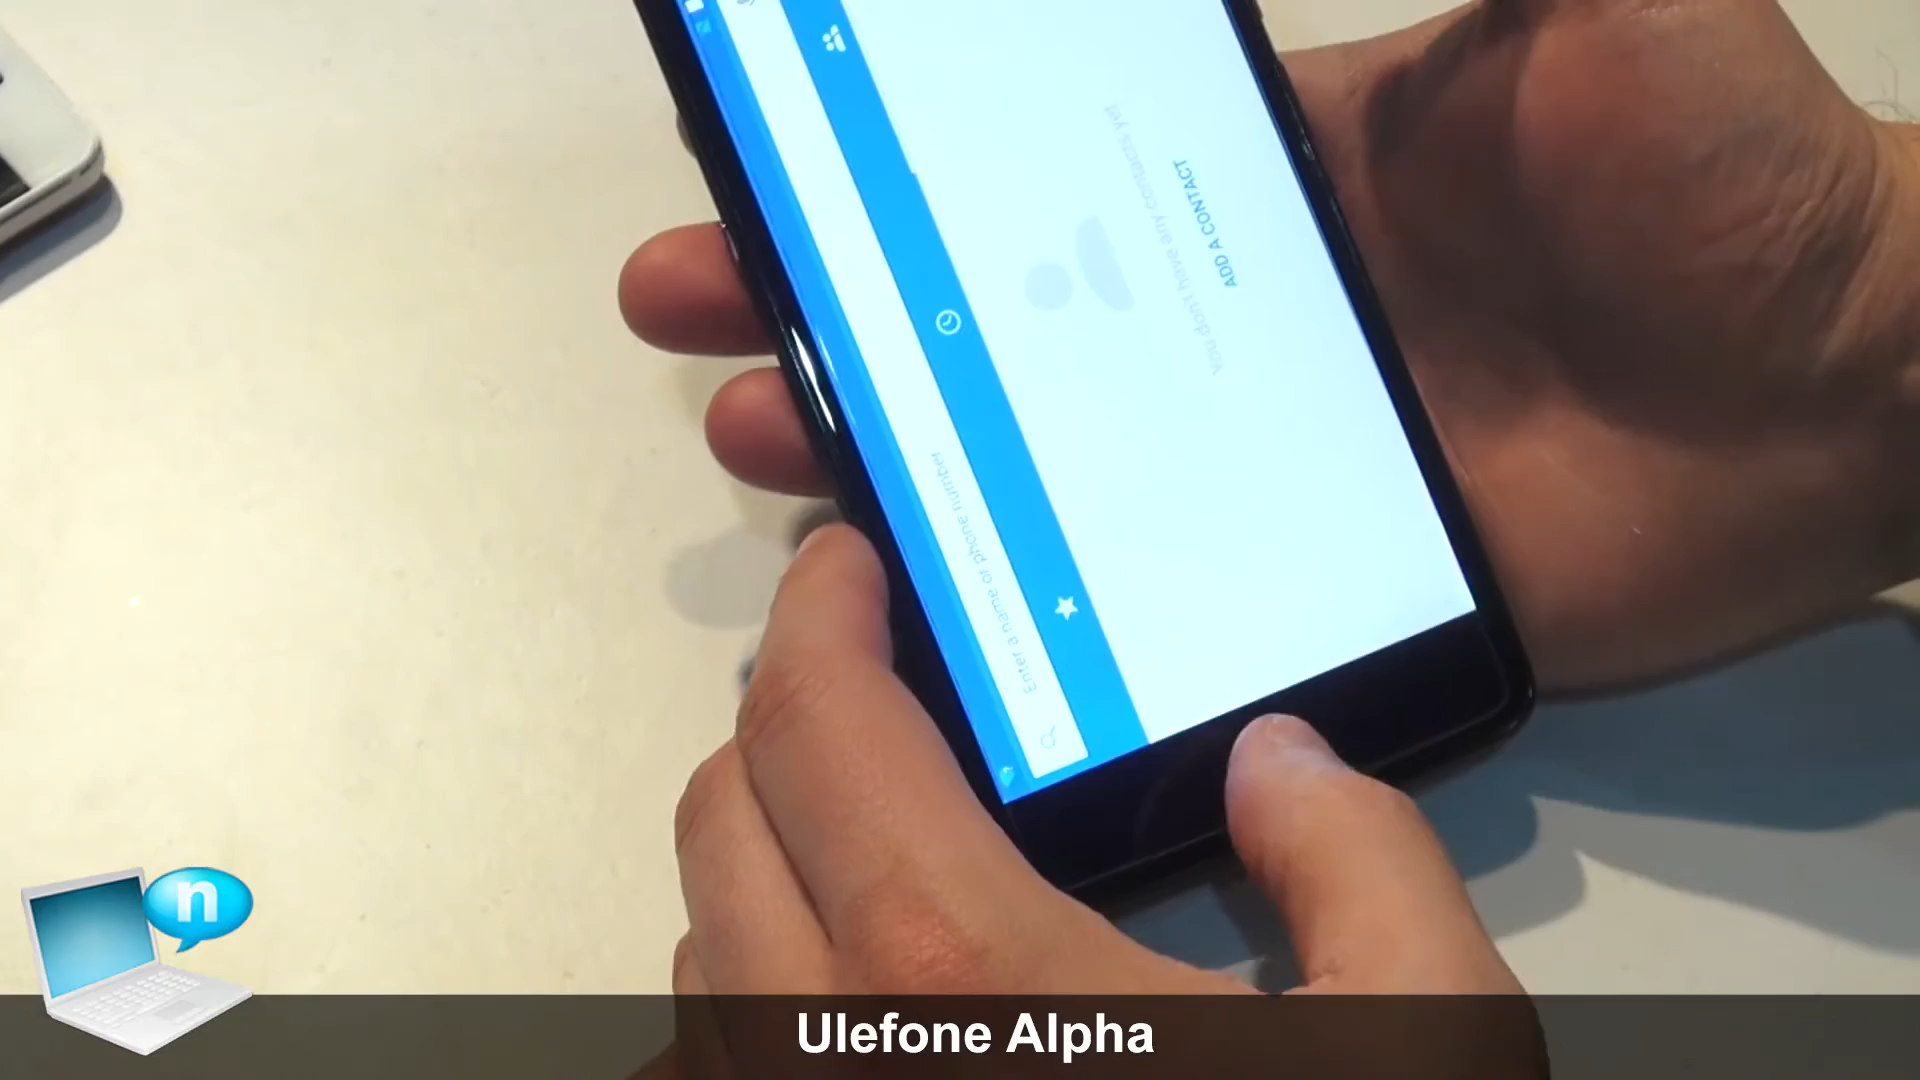 Enter a name or phone number
You don't have any contacts yet
ADD A CONTACT
n
Ulefone Alpha